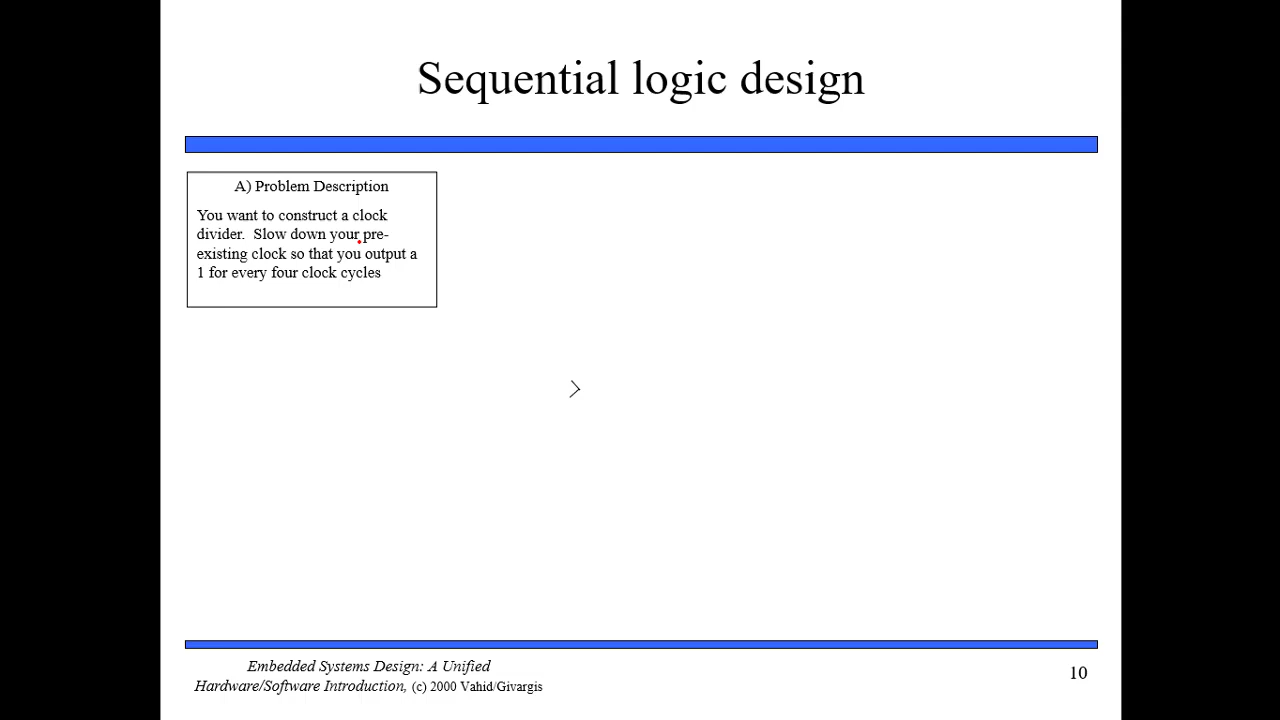 Sequential logic design
A) Problem Description
You want to construct a clock
divider. Slow down your pre-
existing clock so that you output a
1 for every four clock cycles
Embedded Systems Design: A Unified
Hardware/Software Introduction, (c) 2000 Vahid/Givargis
10